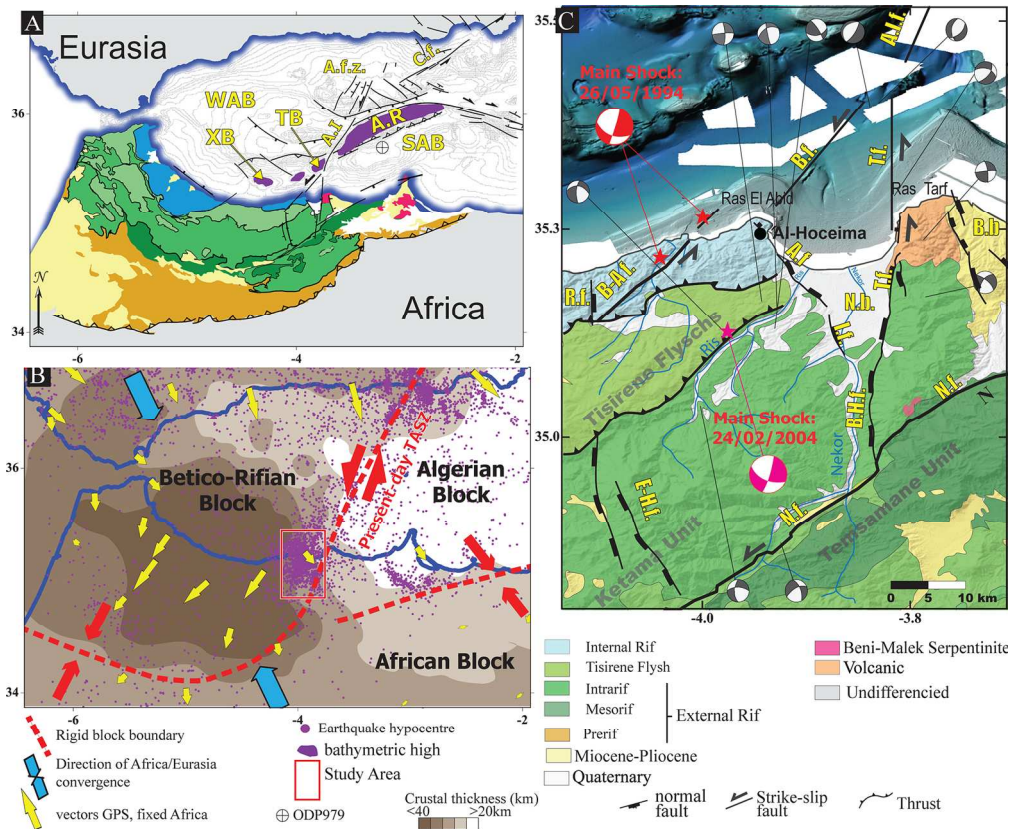 A
Eurasia
A.f.z.
C.f.
36
WAB
TB
A.I
A.R
XB
SAB
N
Africa
34
-6
-4
-2
B
Betico-Rifian
Block
Present-day TASZ
Algerian
Block
36
African Block
34
-6
-4
-2
C
35.5
A.I.f.
Main Shock:
26/05/1994
B.f.
T.f.
Ras El Abid
Ras Tarf
35.3
Al-Hoceima
A.f.
B.b
R.f.
B-A f.
Ris
Nekor
N.b.
T.f.
I.f.
Tisirene Flyschs
Ris
Main Shock:
24/02/2004
B.H.f.
N.f.
N
35.0
Nekor
E-H.f.
Ketama Unit
N.f.
Temsamane Unit
0 5 10 km
-4.0
-3.8
Rigid block boundary
Direction of Africa/Eurasia
convergence
vectors GPS, fixed Africa
Earthquake hypocentre
bathymetric high
Study Area
ODP979
Crustal thickness (km)
<40 >20km
Internal Rif
Tisirene Flysh
Intrarif
Mesorif
Prerif
External Rif
Miocene-Pliocene
Quaternary
Beni-Malek Serpentinite
Volcanic
Undifferencied
normal
fault
Strike-slip
fault
Thrust